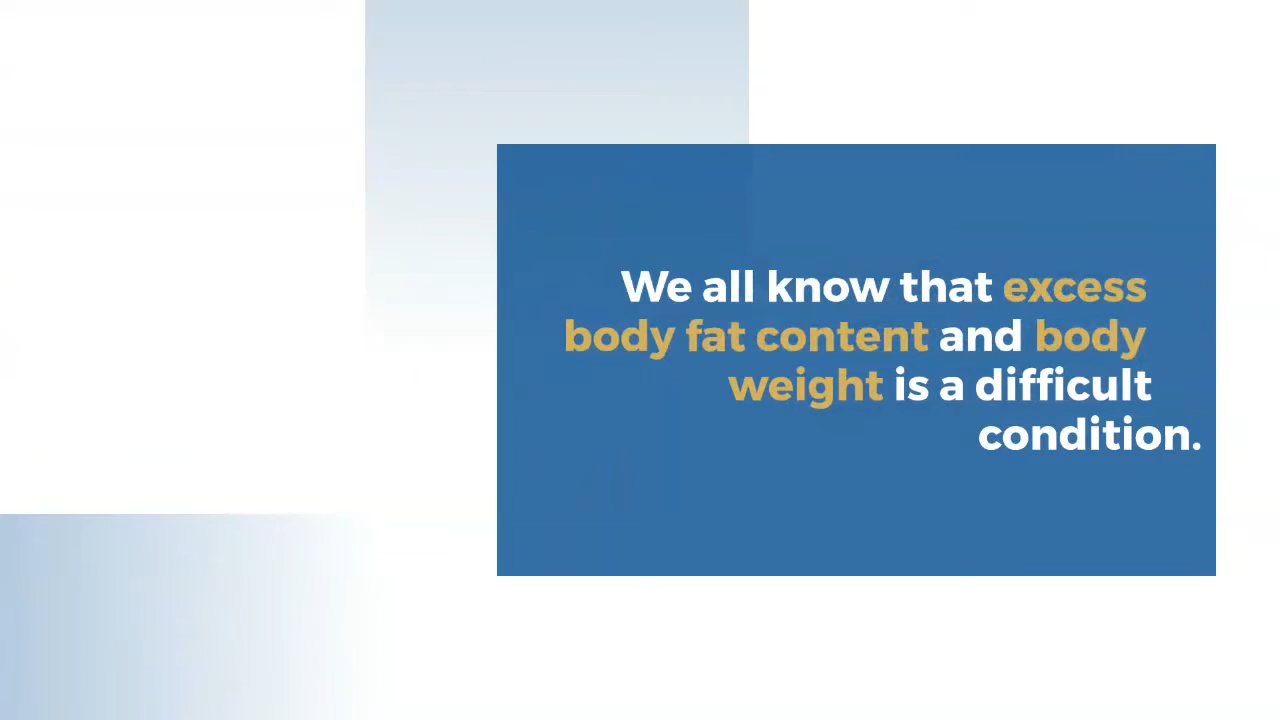 We all know that excess
body fat content and body
weight is a difficult
condition.